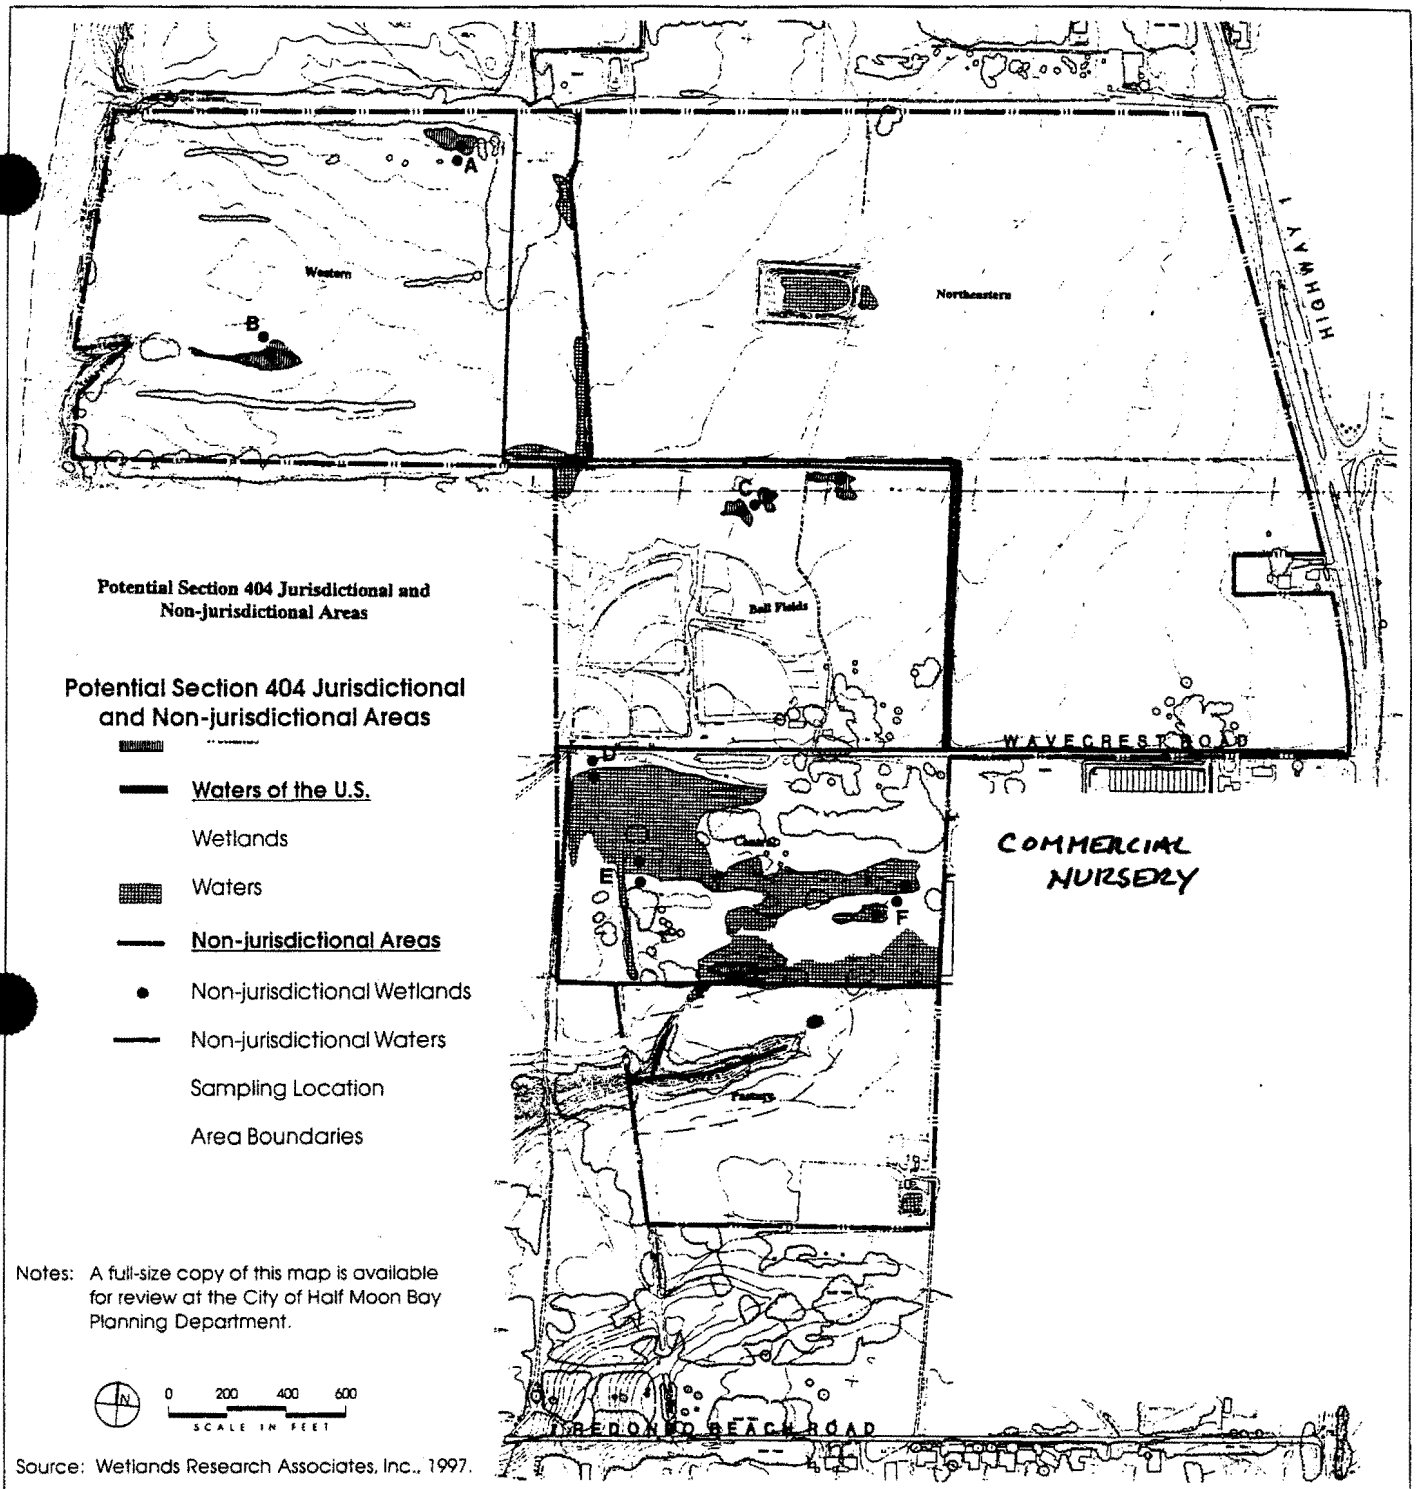 A
HIGHWAY 1
Western
Northeastern
B
C
Potential Section 404 Jurisdictional and
Non-jurisdictional Areas
Ball Fields
Potential Section 404 Jurisdictional
and Non-jurisdictional Areas
WAVECREST ROAD
D
Waters of the U.S.
Wetlands
COMMERCIAL
NURSERY
E
Waters
F
Non-jurisdictional Areas
Non-jurisdictional Wetlands
Non-jurisdictional Waters
Sampling Location
Pasture
Area Boundaries
Notes: A full-size copy of this map is available
for review at the City of Half Moon Bay
Planning Department.
N
0 200 400 600
SCALE IN FEET
REDONDO BEACH ROAD
Source: Wetlands Research Associates, Inc., 1997.